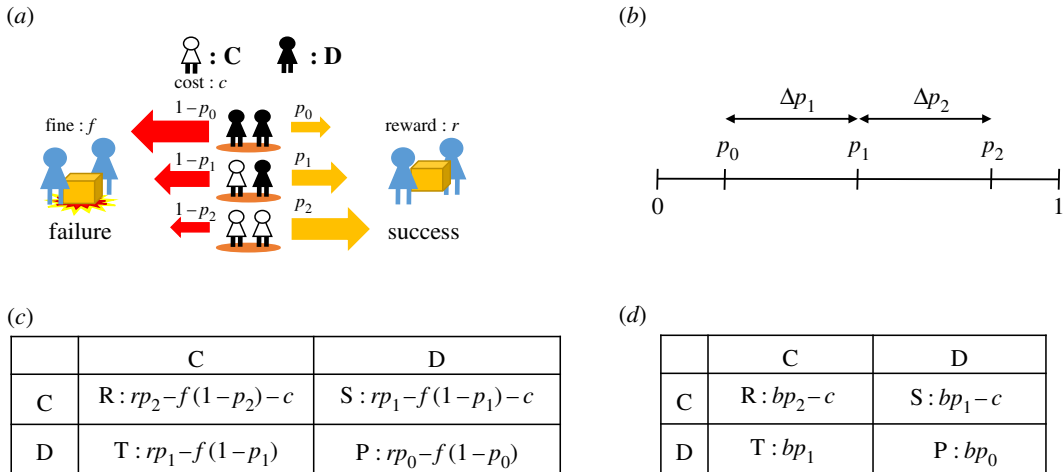 (a)
: C : D
cost : c
1–p₀ p₀
fine : f reward : r
1–p₁ p₁
1–p₂ p₂
failure success
(b)
Δp₁ Δp₂
p₀ p₁ p₂
0 1
(c)
C D
C R : rp₂ – f (1 – p₂) – c S : rp₁ – f (1 – p₁) – c
D T : rp₁ – f (1 – p₁) P : rp₀ – f (1 – p₀)
(d)
C D
C R : bp₂ – c S : bp₁ – c
D T : bp₁ P : bp₀